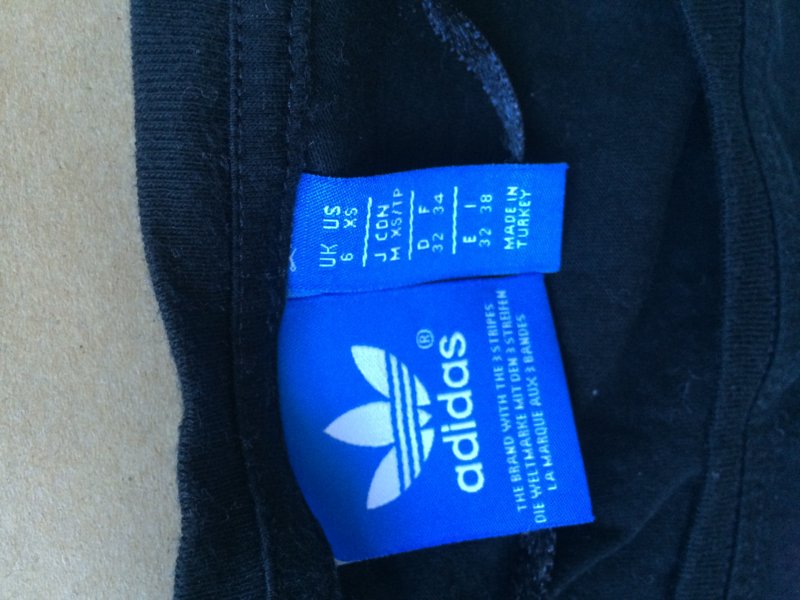 UK US
6 XS
J CDN
M XS/TP
D F
32 34
E I
32 38
MADE IN
TURKEY
®
adidas
THE BRAND WITH THE 3 STRIPES
DIE WELTMARKE MIT DEN 3 STREIFEN
LA MARQUE AUX 3 BANDES